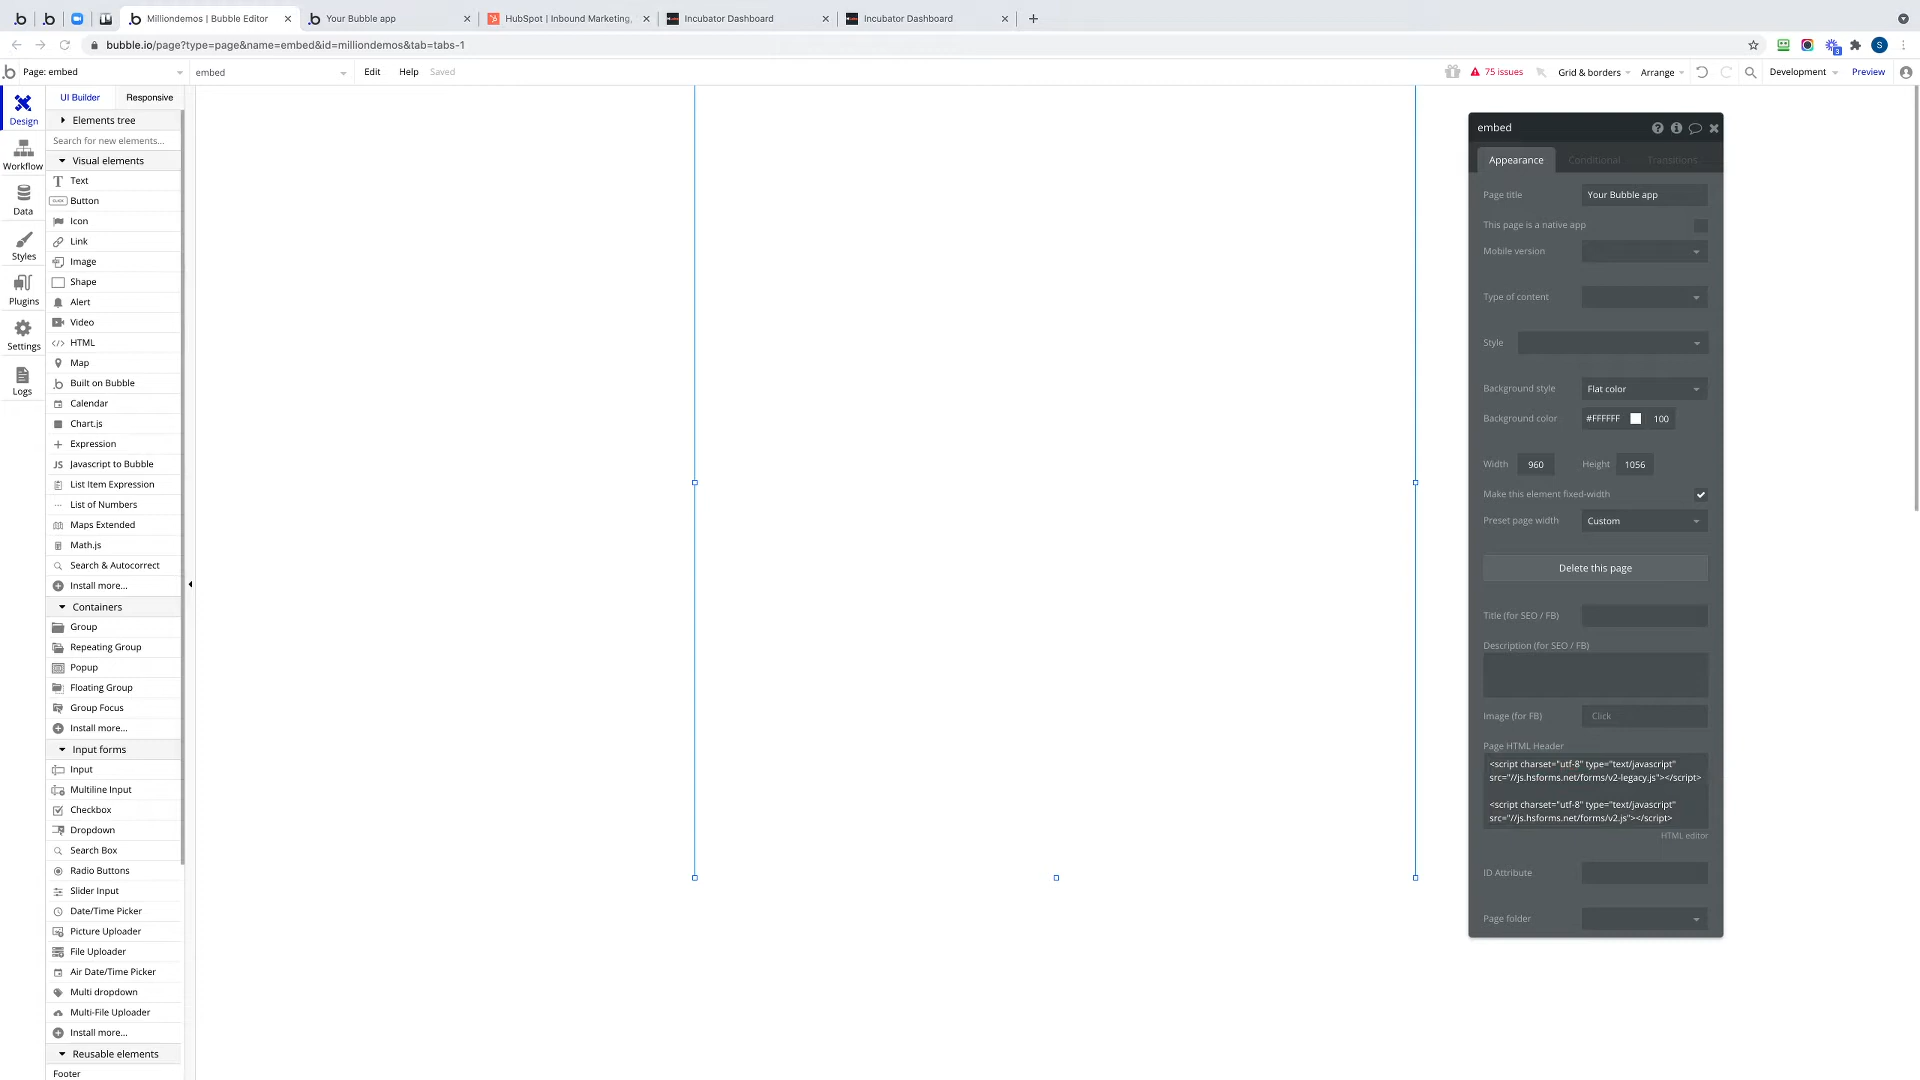 Milliondemos | Bubble Editor
Your Bubble app
HubSpot | Inbound Marketing,
Incubator Dashboard
Incubator Dashboard
bubble.io/page?type=page&name=embed&id=milliondemos&tab=tabs-1
3
S
Page: embed
embed
Edit
Help
Saved
75 issues
Grid & borders
Arrange
Development
Preview
Design
Workflow
Data
Styles
Plugins
Settings
Logs
UI Builder
Responsive
Elements tree
Search for new elements...
Visual elements
Text
CLICK
Button
Icon
Link
Image
Shape
Alert
Video
HTML
Map
Built on Bubble
Calendar
Chart.js
Expression
JS
Javascript to Bubble
List Item Expression
List of Numbers
Maps Extended
Math.js
Search & Autocorrect
Install more...
Containers
Group
Repeating Group
Popup
Floating Group
Group Focus
Install more...
Input forms
Input
Multiline Input
Checkbox
Dropdown
Search Box
Radio Buttons
Slider Input
Date/Time Picker
Picture Uploader
File Uploader
Air Date/Time Picker
Multi dropdown
Multi-File Uploader
Install more...
Reusable elements
Footer
embed
Appearance
Conditional
Transitions
Page title
Your Bubble app
This page is a native app
Mobile version
Type of content
Style
Background style
Flat color
Background color
#FFFFFF
100
Width
960
Height
1056
Make this element fixed-width
Preset page width
Custom
Delete this page
Title (for SEO / FB)
Description (for SEO / FB)
Image (for FB)
Click
Page HTML Header
<script charset="utf-8" type="text/javascript"
src="//js.hsforms.net/forms/v2-legacy.js"></script>
<script charset="utf-8" type="text/javascript"
src="//js.hsforms.net/forms/v2.js"></script>
HTML editor
ID Attribute
Page folder